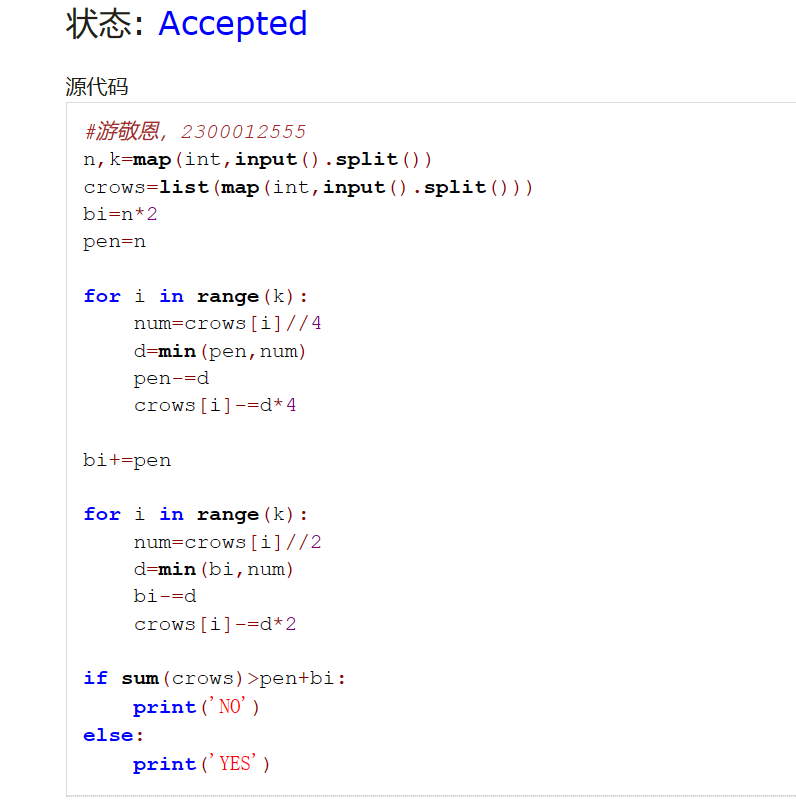 状态: Accepted
源代码
#游敬恩, 2300012555
n,k=map(int,input().split())
crows=list(map(int,input().split()))
bi=n*2
pen=n
for i in range(k):
    num=crows[i]//4
    d=min(pen,num)
    pen-=d
    crows[i]-=d*4
bi+=pen
for i in range(k):
    num=crows[i]//2
    d=min(bi,num)
    bi-=d
    crows[i]-=d*2
if sum(crows)>pen+bi:
    print('NO')
else:
    print('YES')